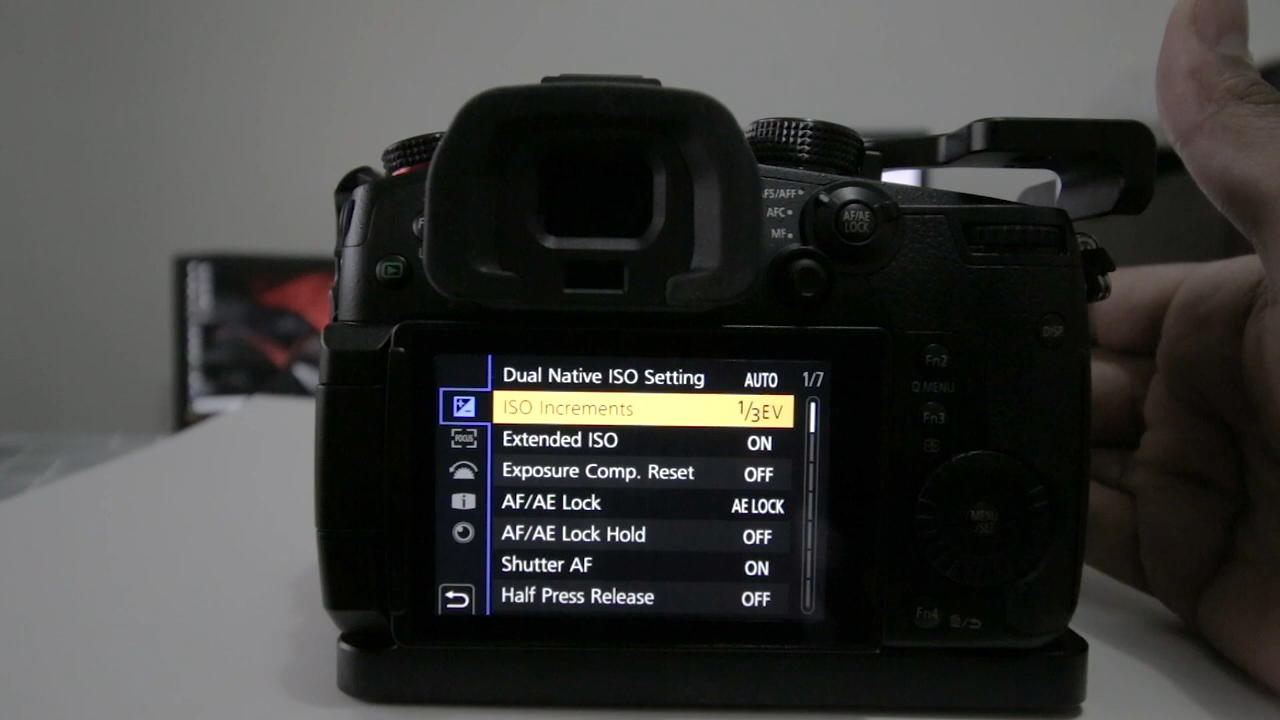 AFS/AFF
AFC
MF
AF/AE
LOCK
DISP
Fn2
Q MENU
Fn3
MENU
/SET
Fn4
Dual Native ISO Setting AUTO 1/7
ISO Increments 1/3EV
FOCUS
Extended ISO ON
Exposure Comp. Reset OFF
AF/AE Lock AE LOCK
AF/AE Lock Hold OFF
Shutter AF ON
Half Press Release OFF